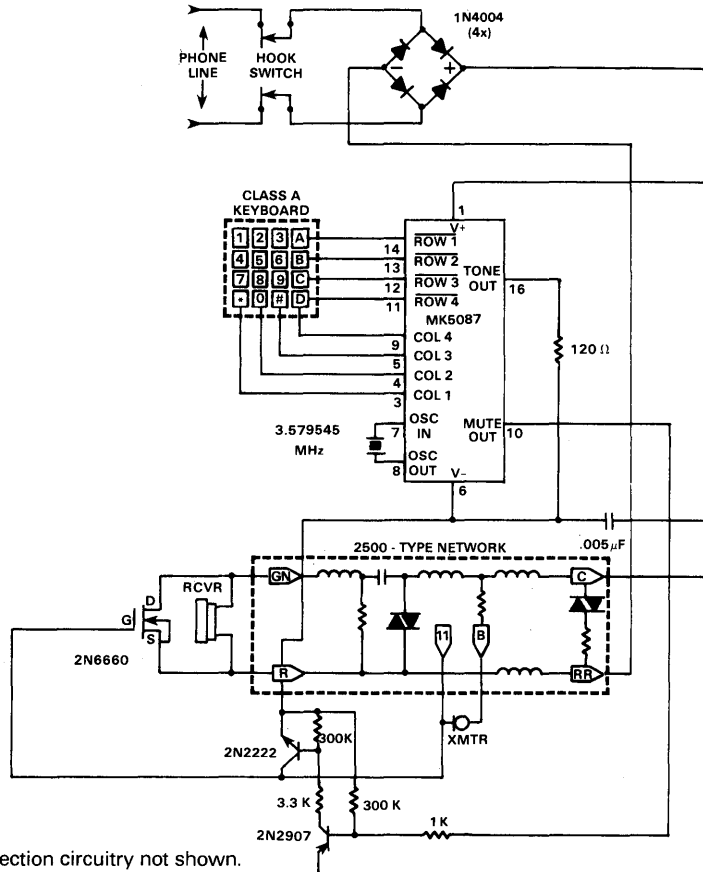 1N4004
(4x)
PHONE
LINE
HOOK
SWITCH
−
+
CLASS A
KEYBOARD
1 2 3 A
4 5 6 B
7 8 9 C
* 0 # D
1
V+
14
ROW 1
13
ROW 2
12
ROW 3
11
ROW 4
TONE
OUT
16
MK5087
9
COL 4
5
COL 3
4
COL 2
3
COL 1
120 Ω
3.579545
MHz
7
OSC
IN
8
OSC
OUT
MUTE
OUT
10
V−
6
.005μF
2500 - TYPE NETWORK
GN
C
RCVR
D
G
S
2N6660
11
B
R
RR
XMTR
300K
2N2222
3.3 K
300 K
1 K
2N2907
ection circuitry not shown.